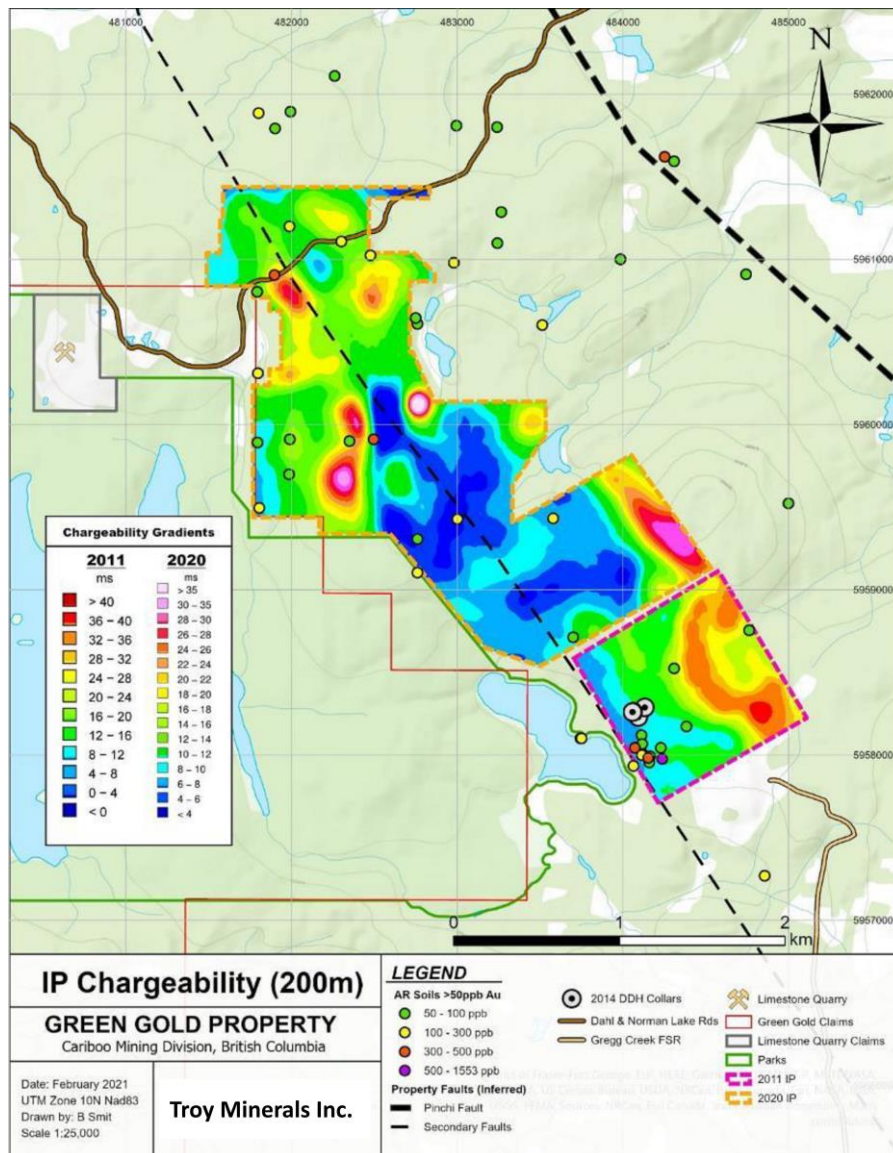 481000 482000 483000 484000 485000
N
5962000
5961000
5960000
5959000
5958000
5957000
Chargeability Gradients
2011 2020
ms ms
> 40 > 35
36 – 40 30 – 35
32 – 36 28 – 30
28 – 32 26 – 28
24 – 28 24 – 26
20 – 24 22 – 24
16 – 20 20 – 22
12 – 16 18 – 20
8 – 12 16 – 18
4 – 8 14 – 16
0 – 4 12 – 14
< 0 10 – 12
8 – 10
6 – 8
4 – 6
< 4
0 1 2
km
IP Chargeability (200m)
GREEN GOLD PROPERTY
Cariboo Mining Division, British Columbia
Date: February 2021
UTM Zone 10N Nad83
Drawn by: B Smit
Scale 1:25,000
Troy Minerals Inc.
LEGEND
AR Soils >50ppb Au
50 - 100 ppb
100 - 300 ppb
300 - 500 ppb
500 - 1553 ppb
Property Faults (Inferred)
Pinchi Fault
Secondary Faults
2014 DDH Collars
Dahl & Norman Lake Rds
Gregg Creek FSR
Limestone Quarry
Green Gold Claims
Limestone Quarry Claims
Parks
2011 IP
2020 IP